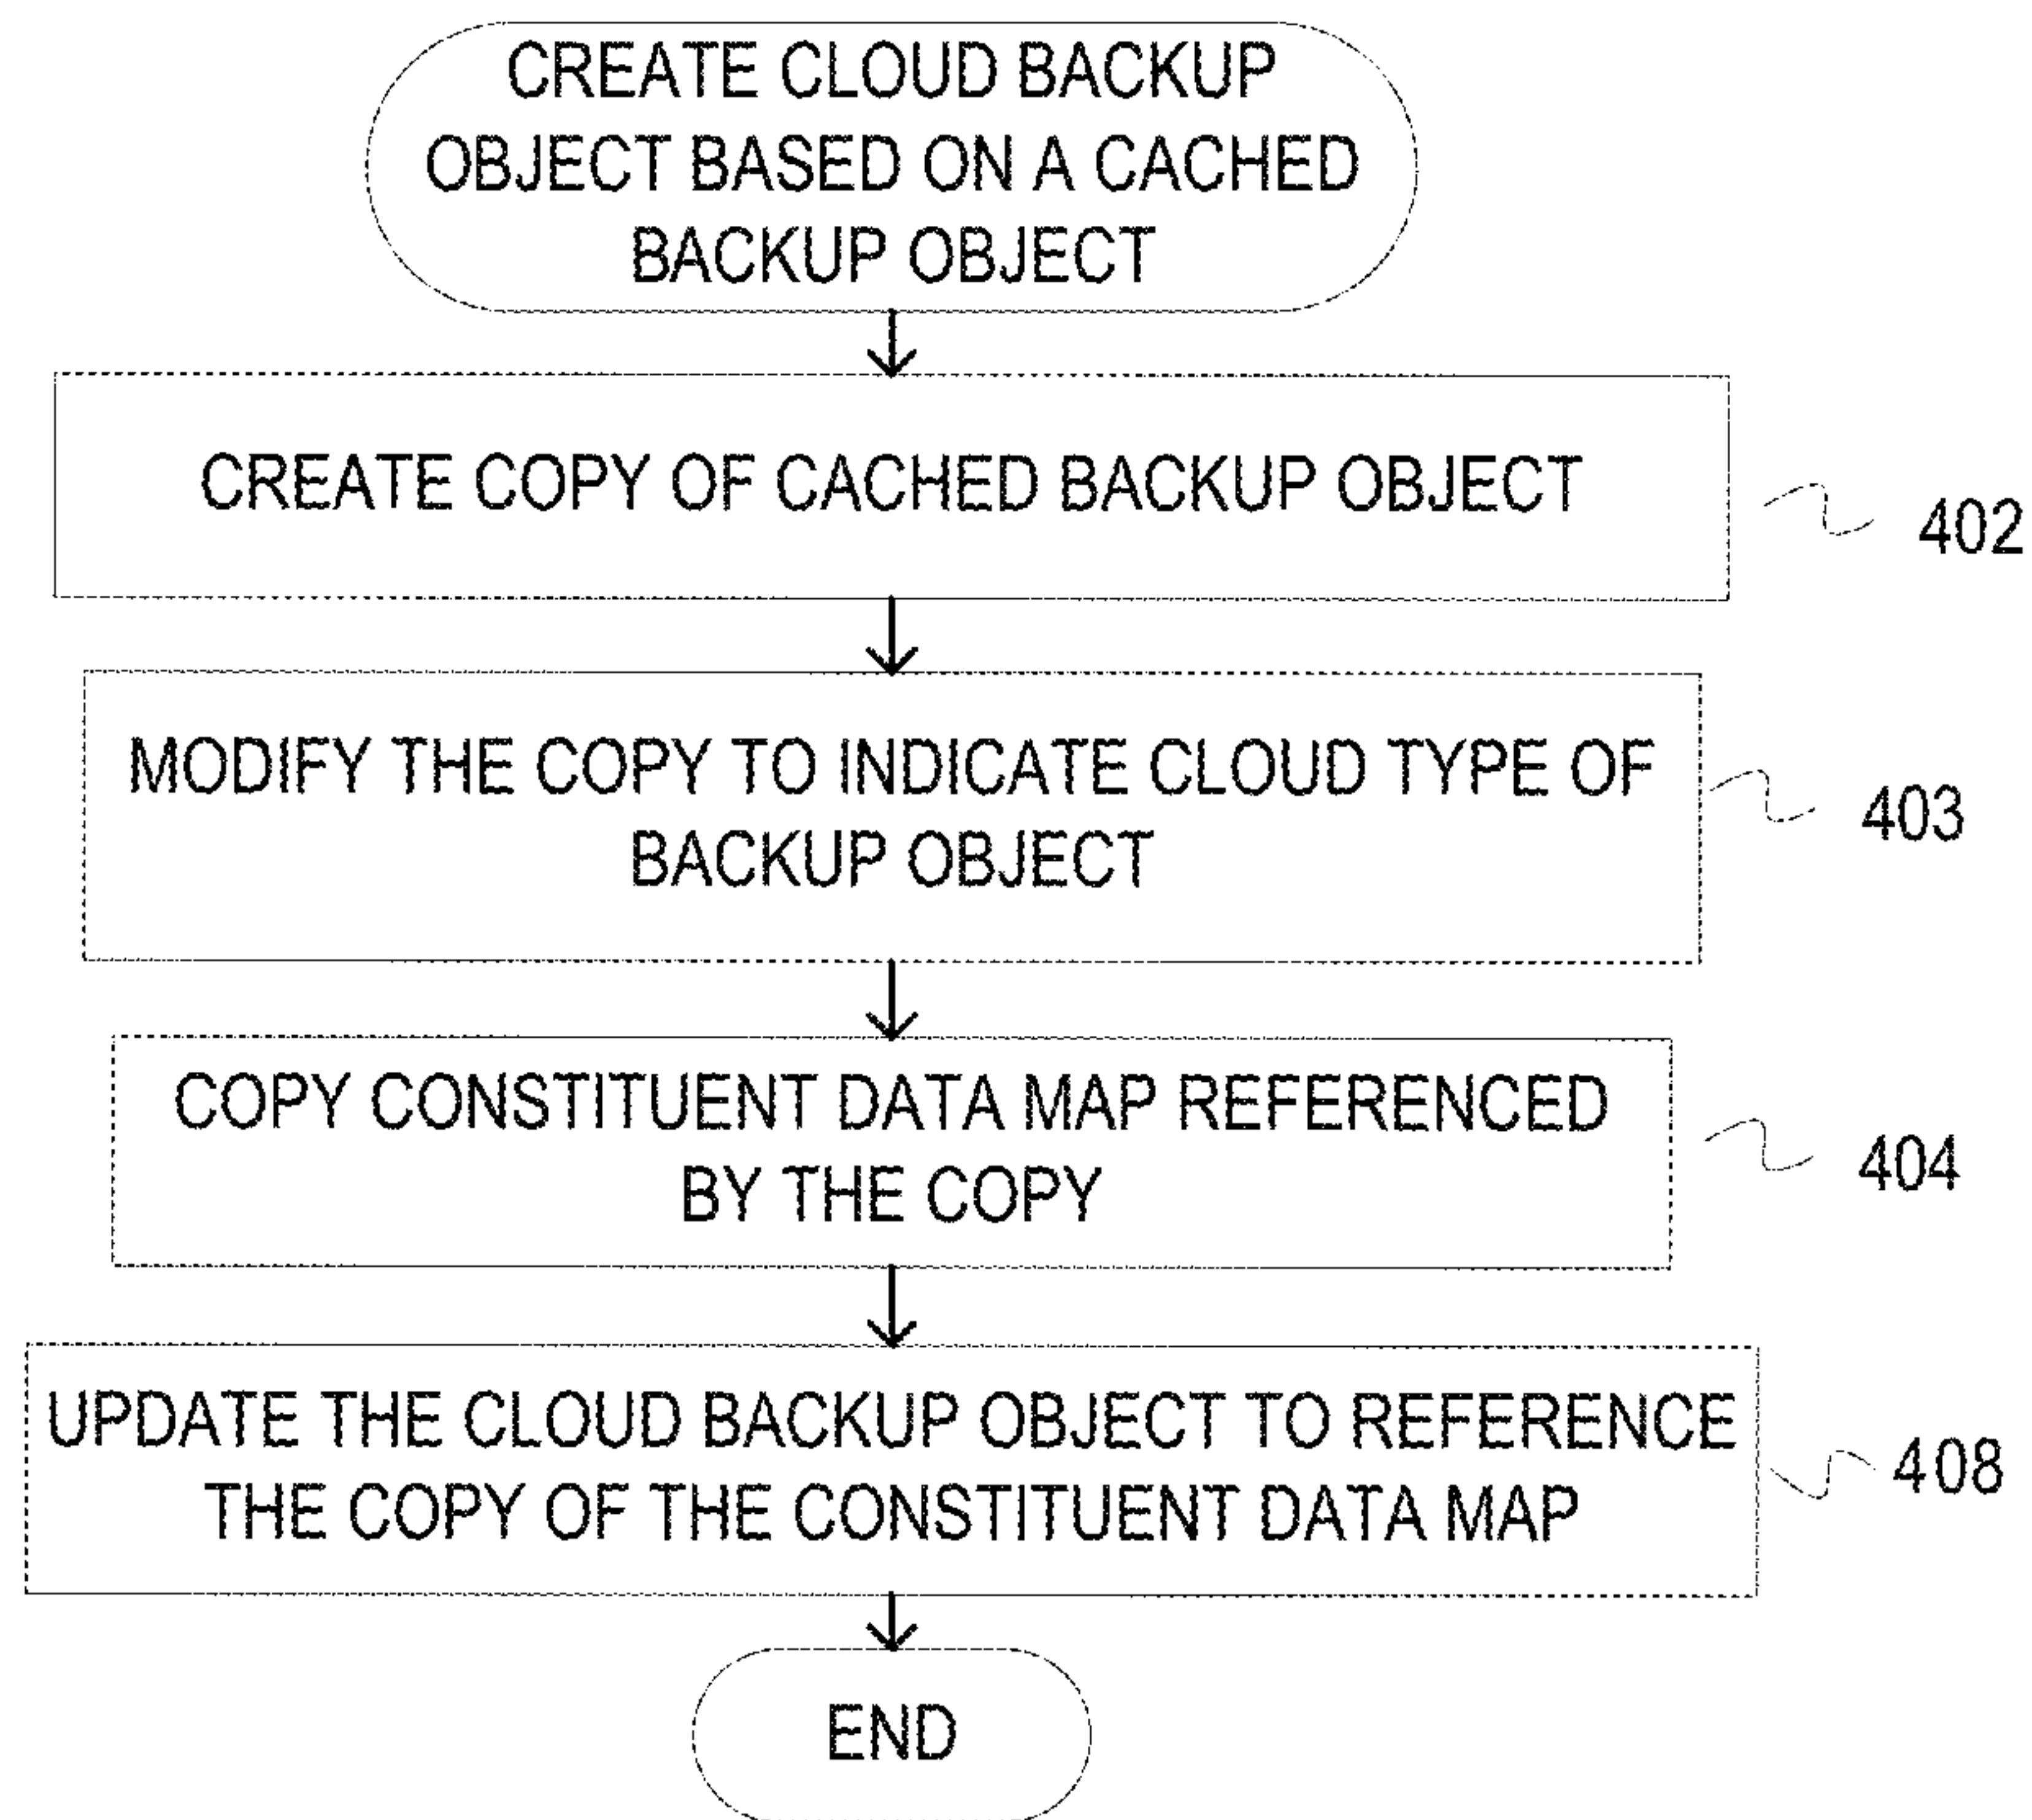 CREATE CLOUD BACKUP
OBJECT BASED ON A CACHED
BACKUP OBJECT
CREATE COPY OF CACHED BACKUP OBJECT
402
MODIFY THE COPY TO INDICATE CLOUD TYPE OF
BACKUP OBJECT
403
COPY CONSTITUENT DATA MAP REFERENCED
BY THE COPY
404
UPDATE THE CLOUD BACKUP OBJECT TO REFERENCE
THE COPY OF THE CONSTITUENT DATA MAP
408
END